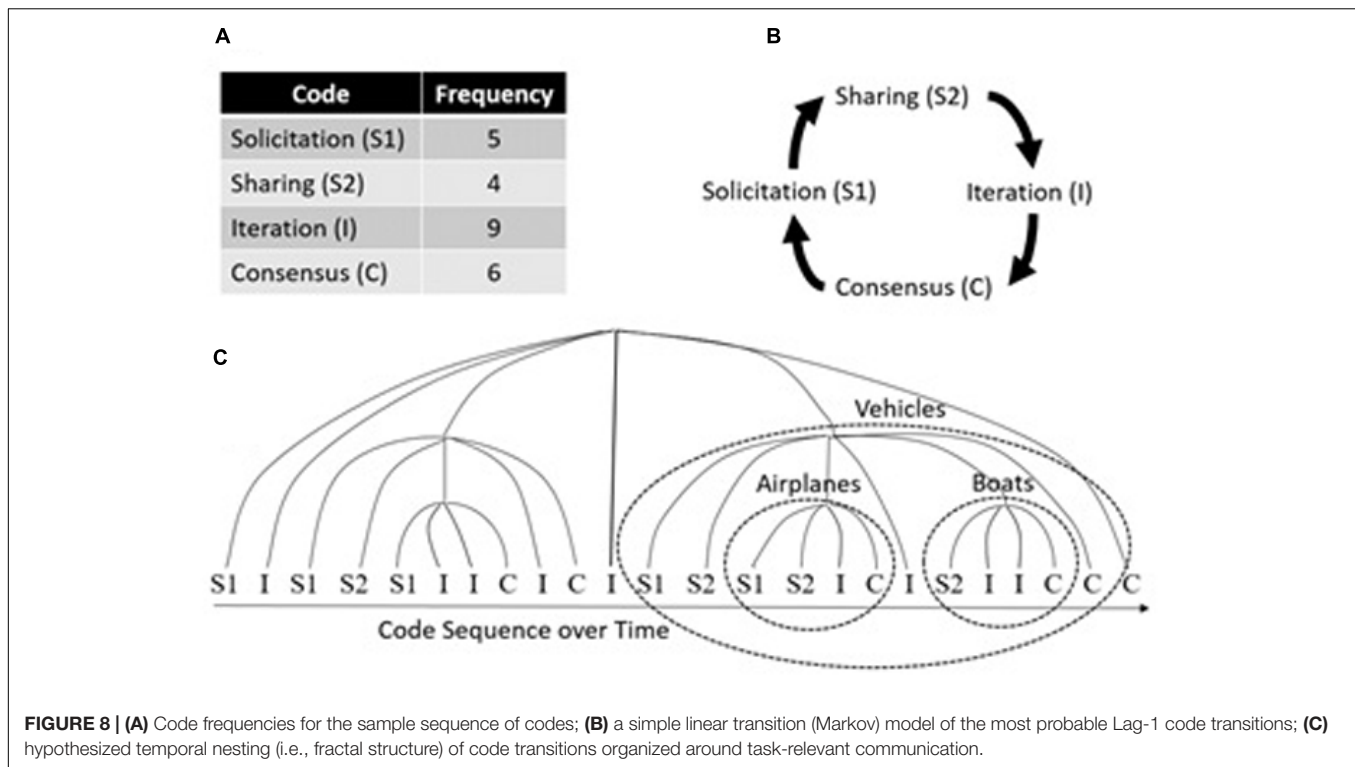 A
Code Frequency
Solicitation (S1) 5
Sharing (S2) 4
Iteration (I) 9
Consensus (C) 6
B
Sharing (S2)
Solicitation (S1) Iteration (I)
Consensus (C)
C
Vehicles
Airplanes Boats
S1 I S1 S2 S1 I I C I C I S1 S2 S1 S2 I C I S2 I I C C C
Code Sequence over Time
FIGURE 8 | (A) Code frequencies for the sample sequence of codes; (B) a simple linear transition (Markov) model of the most probable Lag-1 code transitions; (C)
hypothesized temporal nesting (i.e., fractal structure) of code transitions organized around task-relevant communication.